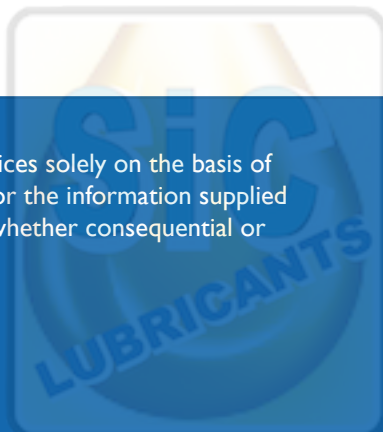 SiC
ices solely on the basis of
or the information supplied
whether consequential or
LUBRICANTS